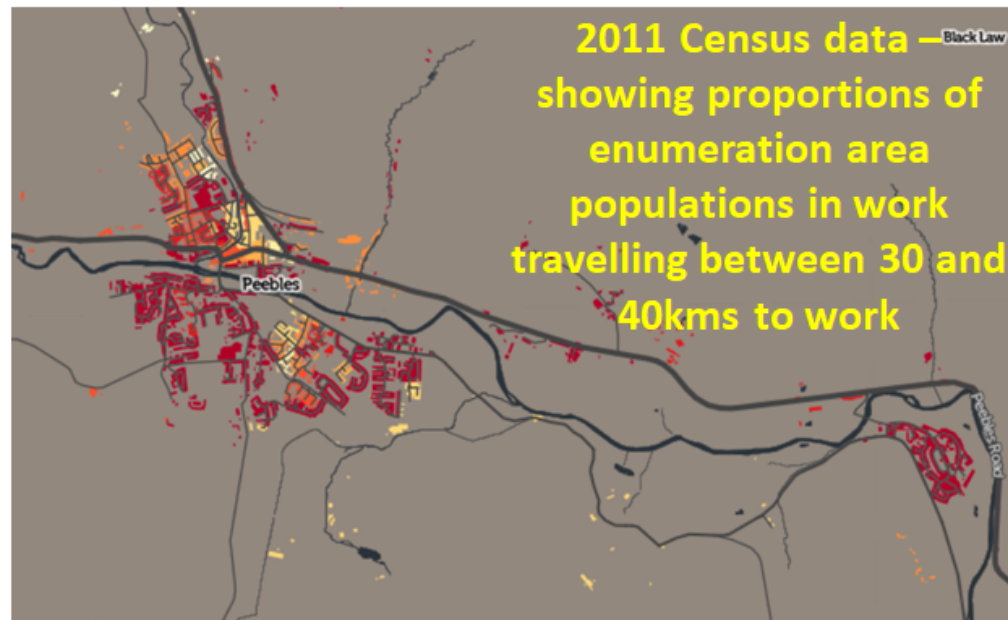 2011 Census data –
Black Law
showing proportions of
enumeration area
populations in work
travelling between 30 and
40kms to work
Peebles
Peebles Road